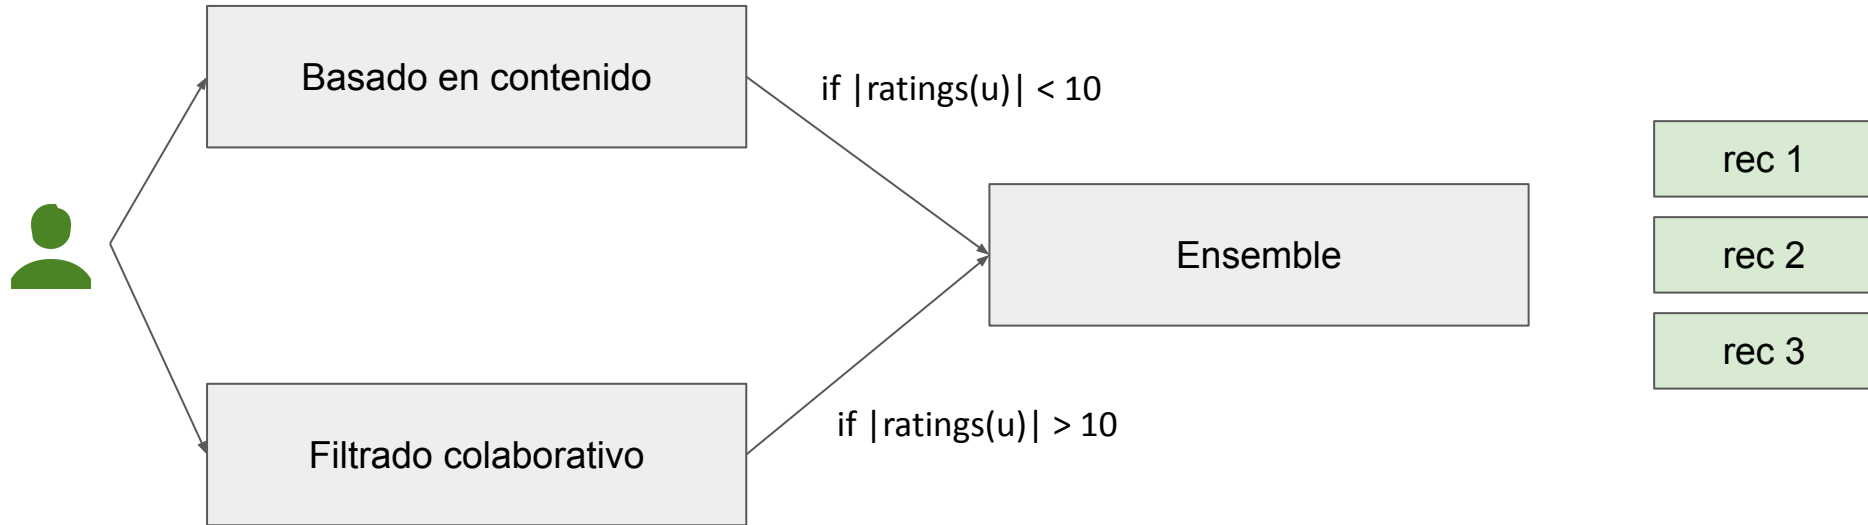 Basado en contenido
if |ratings(u)| < 10
rec 1
Ensemble
rec 2
rec 3
if |ratings(u)| > 10
Filtrado colaborativo